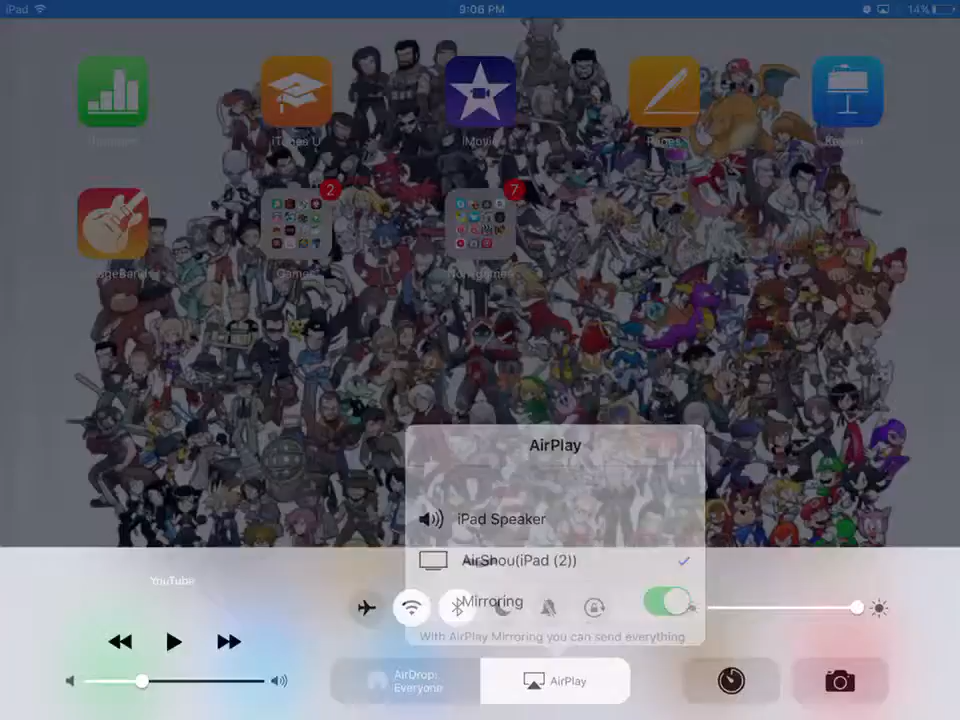 iPad
9:06 PM
14%
iTunes U
iMovie
Pages
Keynote
2
7
GarageBand
Games
AirPlay
iPad Speaker
AirShou(iPad (2))
Mirroring
With AirPlay Mirroring you can send everything
YouTube
AirDrop:
Everyone
AirPlay